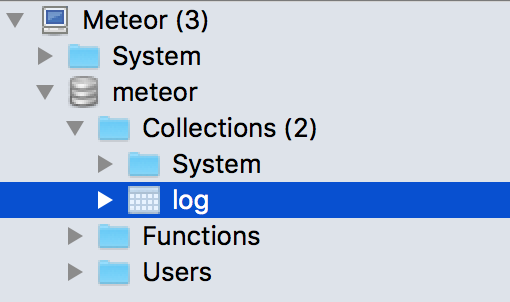 Meteor (3)
System
meteor
Collections (2)
System
log
Functions
Users